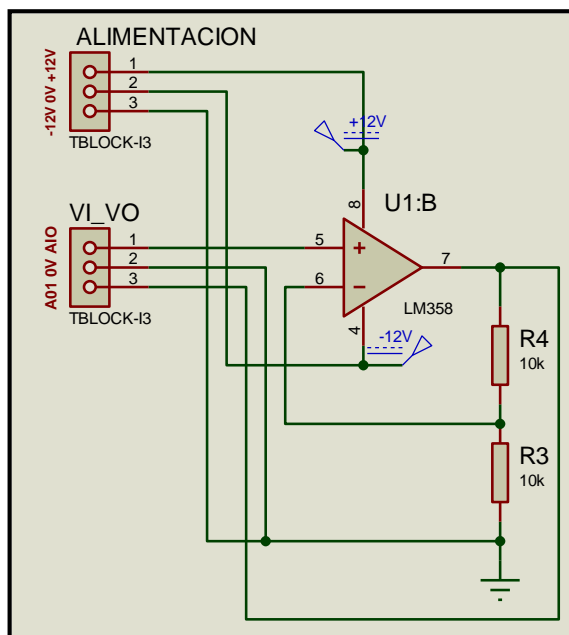 ALIMENTACION
-12V 0V +12V
1
2
3
TBLOCK-I3
+12V
8
U1:B
VI_VO
A01 0V AIO
1
2
3
TBLOCK-I3
5
6
7
4
LM358
-12V
R4
10k
R3
10k